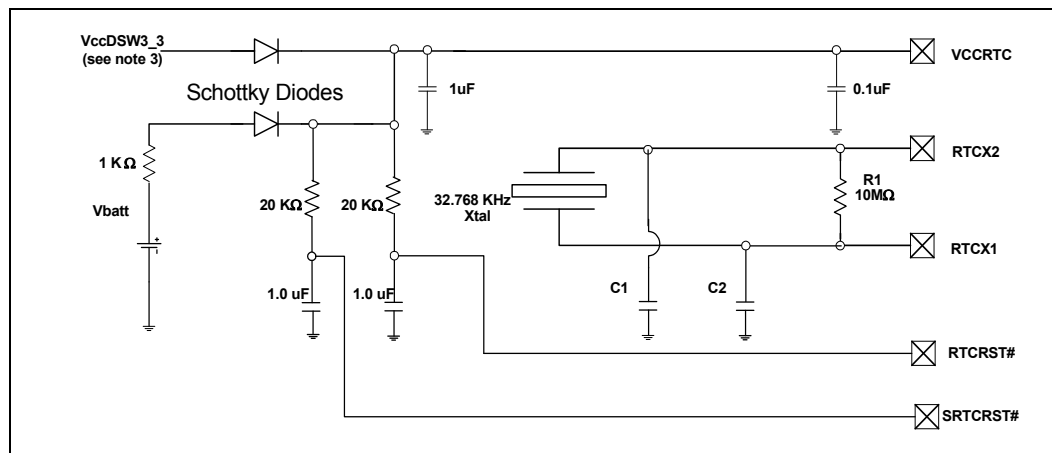 VccDSW3_3
(see note 3)
VCCRTC
1uF
0.1uF
Schottky Diodes
1 KΩ
RTCX2
R1
10MΩ
20 KΩ
20 KΩ
32.768 KHz
Xtal
Vbatt
+
-
RTCX1
1.0 uF
1.0 uF
C1
C2
RTCRST#
SRTCRST#